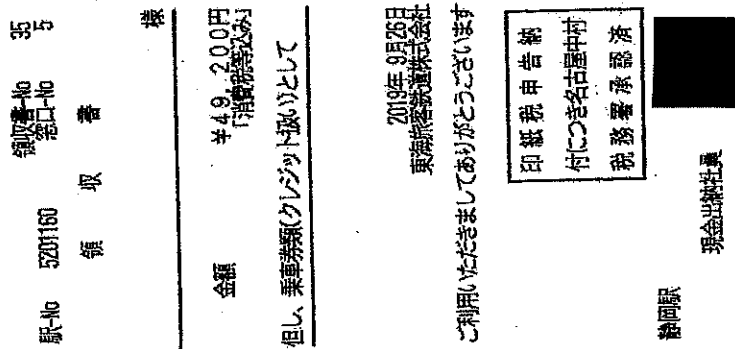 領収書-No 35
駅-No 5201160 窓口-No 5
領 収 書
様
金額 ¥49,200円
「消費税等込み」
但し、乗車券類(クレジット扱い)として
2019年 9月26日
東海旅客鉄道株式会社
ご利用いただきましてありがとうございます
印紙税申告納
付につき名古屋中村
税務署承認済
静岡駅
現金出納社員